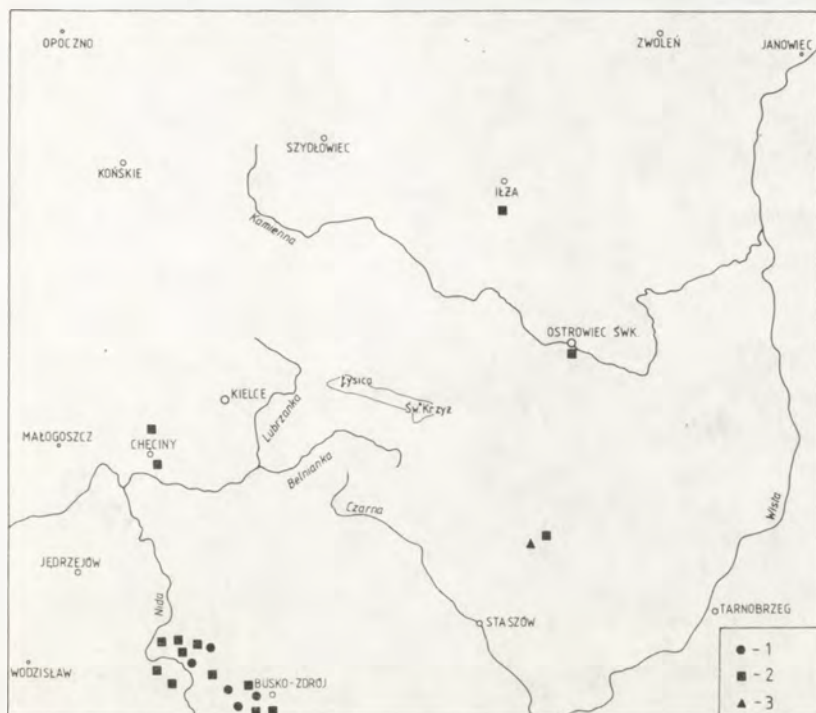 OPOCZNO
ZWOLEŃ
JANOWIEC
SZYDŁOWIEC
KOŃSKIE
IŁŻA
Kamienna
OSTROWIEC ŚWK.
Łysica
KIELCE
Św. Krzyż
Lubrzanka
MAŁOGOSZCZ
CHĘCINY
Belnianka
Czarna
Wisła
JĘDRZEJÓW
Nida
STASZÓW
TARNOBRZEG
- 1
WODZISŁAW
BUSKO-ZDRÓJ
- 2
- 3